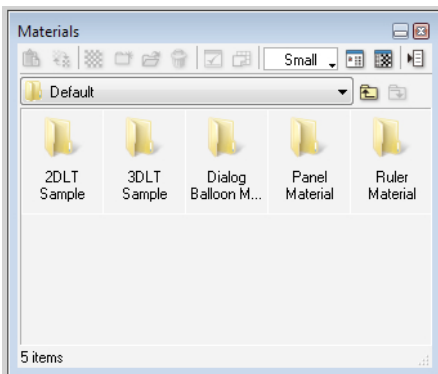 Materials
Small
Default
2DLT Sample
3DLT Sample
Dialog Balloon M...
Panel Material
Ruler Material
5 items